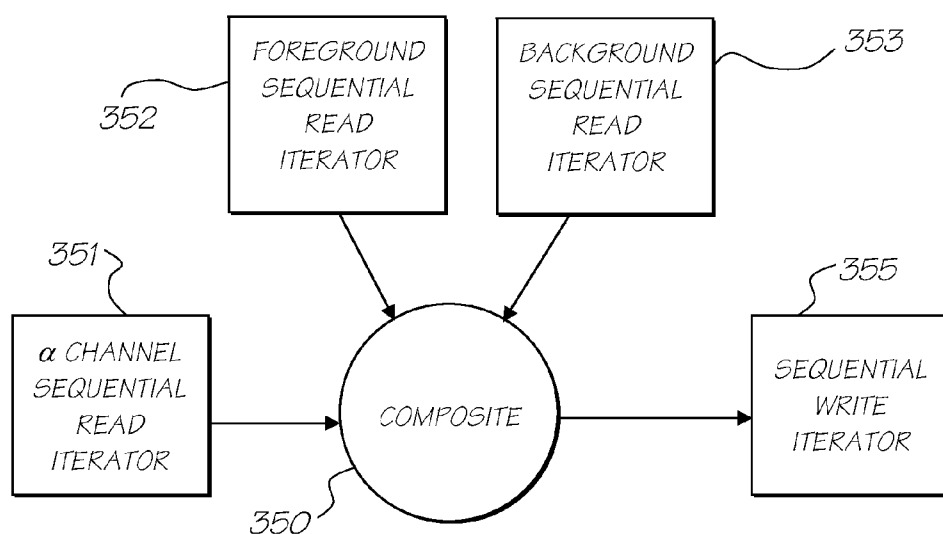 FOREGROUND
SEQUENTIAL
READ
ITERATOR
352
BACKGROUND
SEQUENTIAL
READ
ITERATOR
353
351
α CHANNEL
SEQUENTIAL
READ
ITERATOR
COMPOSITE
350
355
SEQUENTIAL
WRITE
ITERATOR